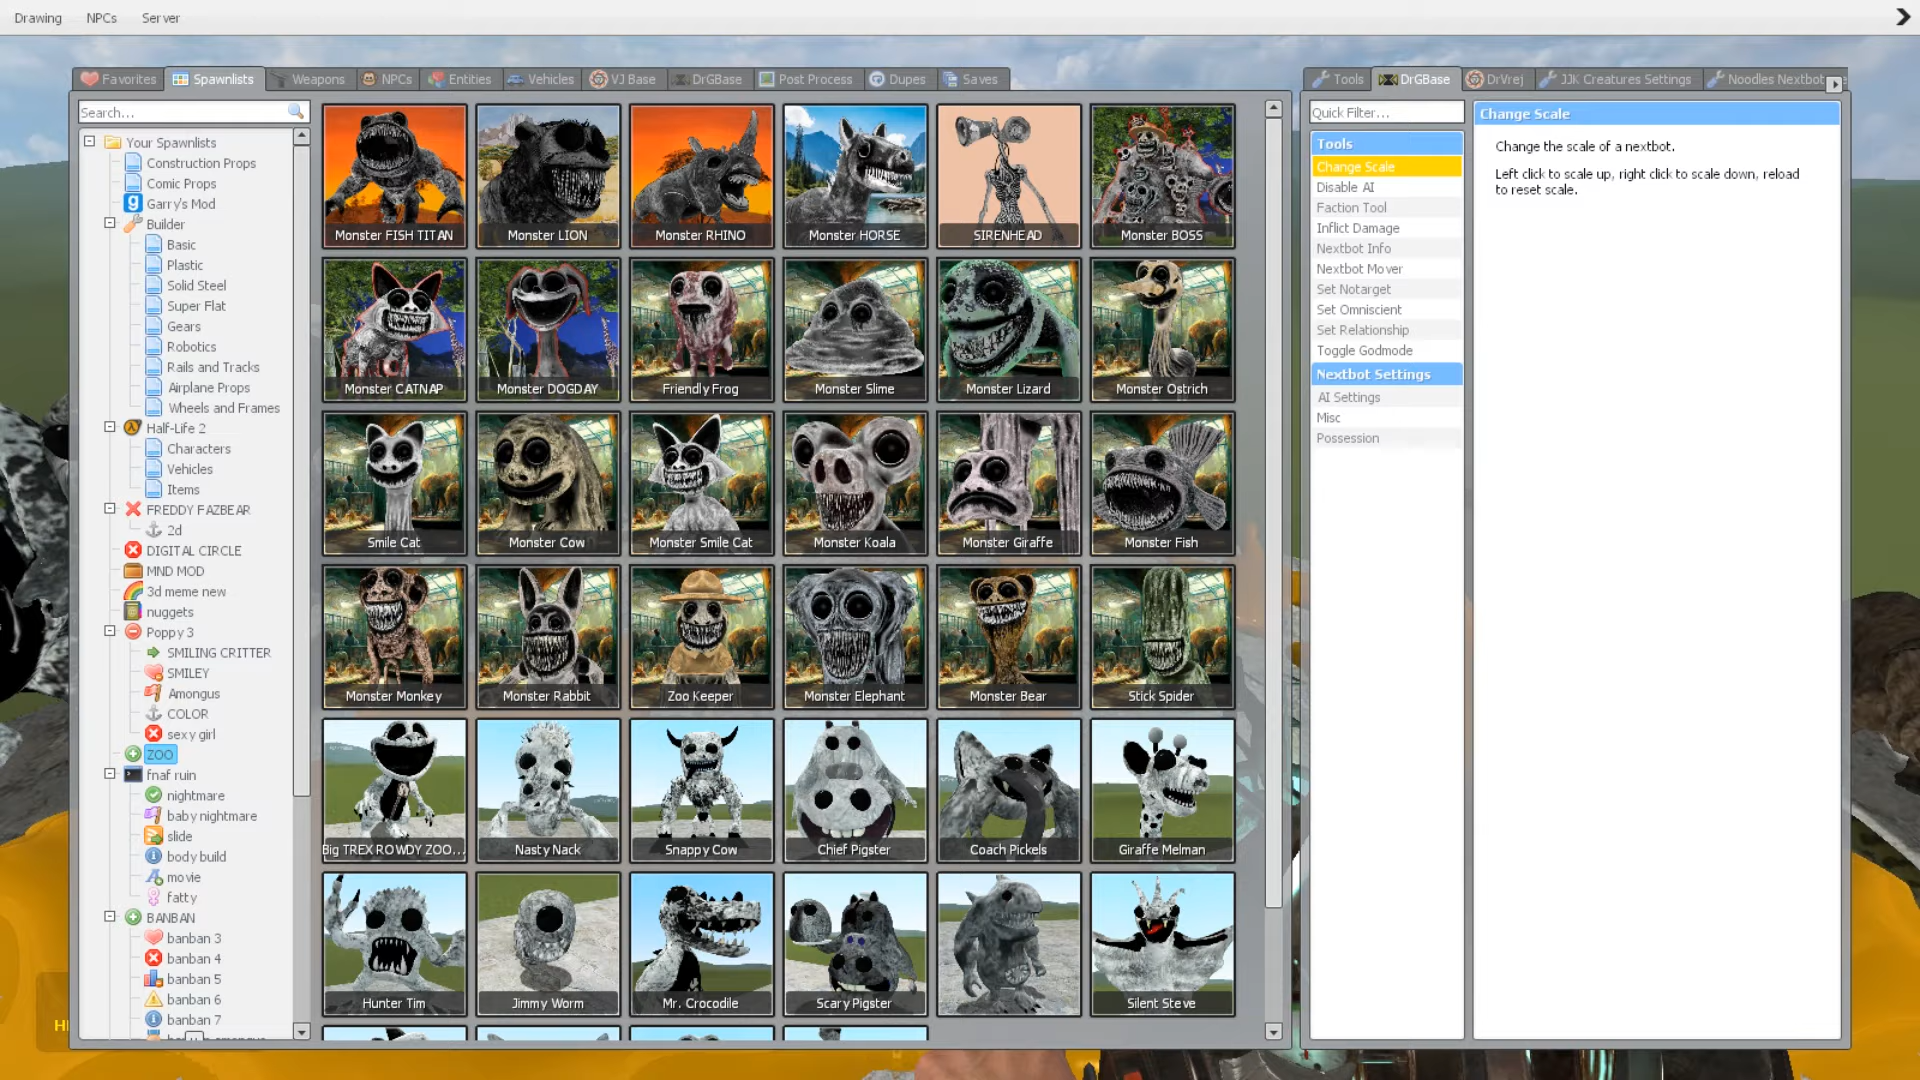 Drawing NPCs Server
Favorites Spawnlists Weapons NPCs Entities Vehicles VJ Base DrGBase Post Process Dupes Saves
Search...
Your Spawnlists
Construction Props
Comic Props
Garry's Mod
Builder
Basic
Plastic
Solid Steel
Super Flat
Gears
Robotics
Rails and Tracks
Airplane Props
Wheels and Frames
Half-Life 2
Characters
Vehicles
Items
FREDDY FAZBEAR
2d
DIGITAL CIRCLE
MND MOD
3d meme new
nuggets
Poppy 3
SMILING CRITTER
SMILEY
Amongus
COLOR
sexy girl
ZOO
fnaf ruin
nightmare
baby nightmare
slide
body build
movie
fatty
BANBAN
banban 3
banban 4
banban 5
banban 6
banban 7
Monster FISH TITAN Monster LION Monster RHINO Monster HORSE SIRENHEAD Monster BOSS
Monster CATNAP Monster DOGDAY Friendly Frog Monster Slime Monster Lizard Monster Ostrich
Smile Cat Monster Cow Monster Smile Cat Monster Koala Monster Giraffe Monster Fish
Monster Monkey Monster Rabbit Zoo Keeper Monster Elephant Monster Bear Stick Spider
Big TREX ROWDY ZOO... Nasty Nack Snappy Cow Chief Pigster Coach Pickels Giraffe Melman
Hunter Tim Jimmy Worm Mr. Crocodile Scary Pigster Silent Steve
Tools DrGBase DrVrej JJK Creatures Settings Noodles Nextbot
Quick Filter...
Tools
Change Scale
Disable AI
Faction Tool
Inflict Damage
Nextbot Info
Nextbot Mover
Set Notarget
Set Omniscient
Set Relationship
Toggle Godmode
Nextbot Settings
AI Settings
Misc
Possession
Change Scale
Change the scale of a nextbot.
Left click to scale up, right click to scale down, reload
to reset scale.